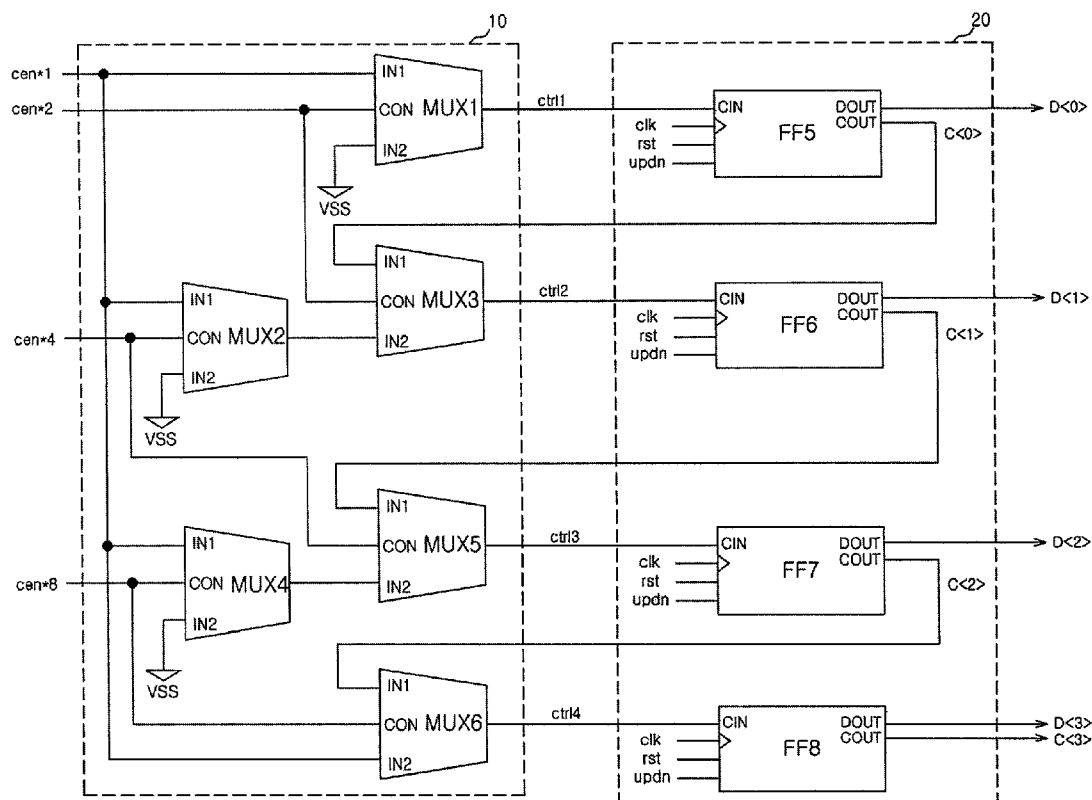 10
20
cen*1
IN1
cen*2
CON
MUX1
ctrl1
CIN
DOUT
D<0>
COUT
clk
FF5
C<0>
IN2
rst
updn
VSS
IN1
IN1
CON
MUX3
ctrl2
CIN
DOUT
D<1>
COUT
clk
FF6
cen*4
CON
MUX2
IN2
rst
C<1>
updn
IN2
VSS
IN1
IN1
CON
MUX5
ctrl3
CIN
DOUT
D<2>
COUT
clk
FF7
cen*8
CON
MUX4
IN2
rst
C<2>
updn
IN2
VSS
IN1
CON
MUX6
ctrl4
CIN
DOUT
D<3>
COUT
C<3>
clk
FF8
IN2
rst
updn